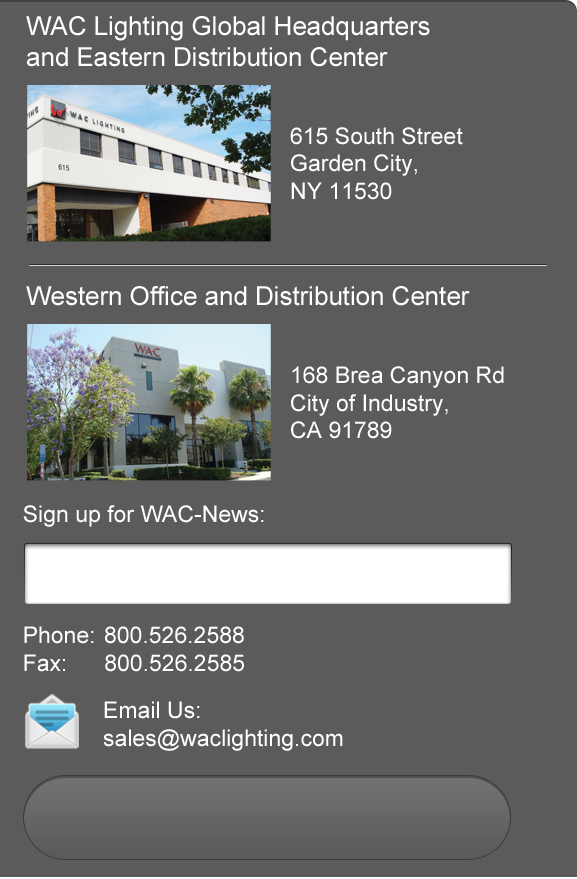 WAC Lighting Global Headquarters
and Eastern Distribution Center
WAC LIGHTING
615
615 South Street
Garden City,
NY 11530
Western Office and Distribution Center
WAC
168 Brea Canyon Rd
City of Industry,
CA 91789
Sign up for WAC-News:
Phone: 800.526.2588
Fax: 800.526.2585
Email Us:
sales@waclighting.com